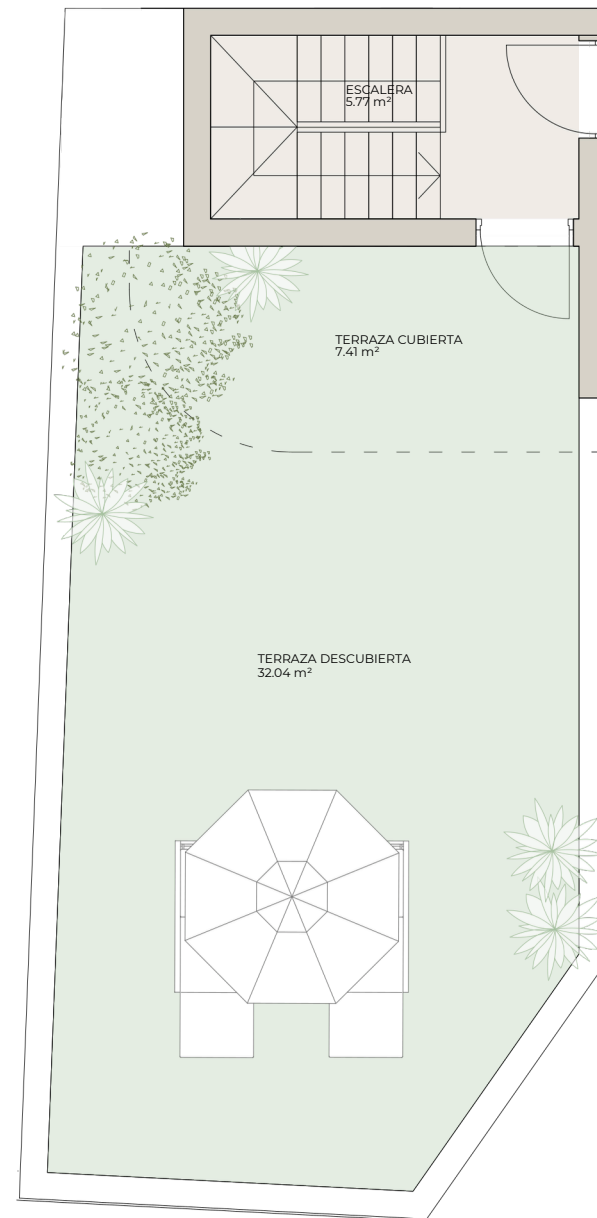 ESCALERA
5.77 m²
TERRAZA CUBIERTA
7.41 m²
TERRAZA DESCUBIERTA
32.04 m²